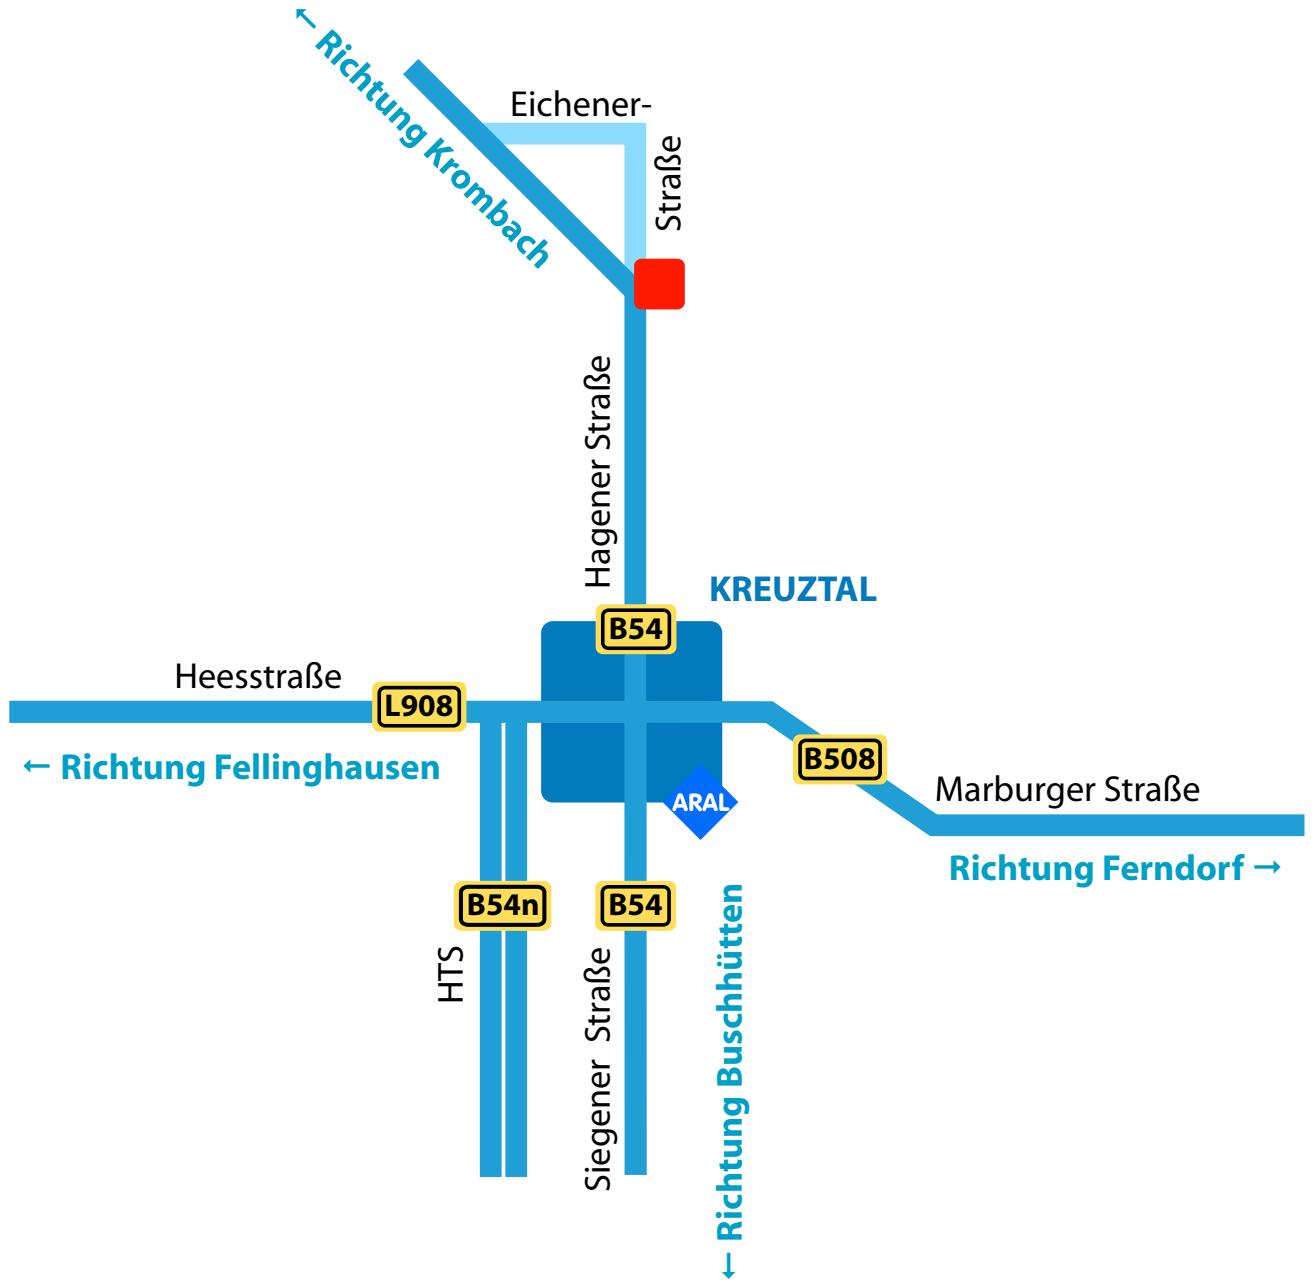 ← Richtung Krombach
Eichener-
Straße
Hagener Straße
KREUZTAL
B54
Heesstraße
L908
← Richtung Fellinghausen
B508
Marburger Straße
ARAL
Richtung Ferndorf →
B54n
B54
HTS
Siegener Straße
← Richtung Buschhütten